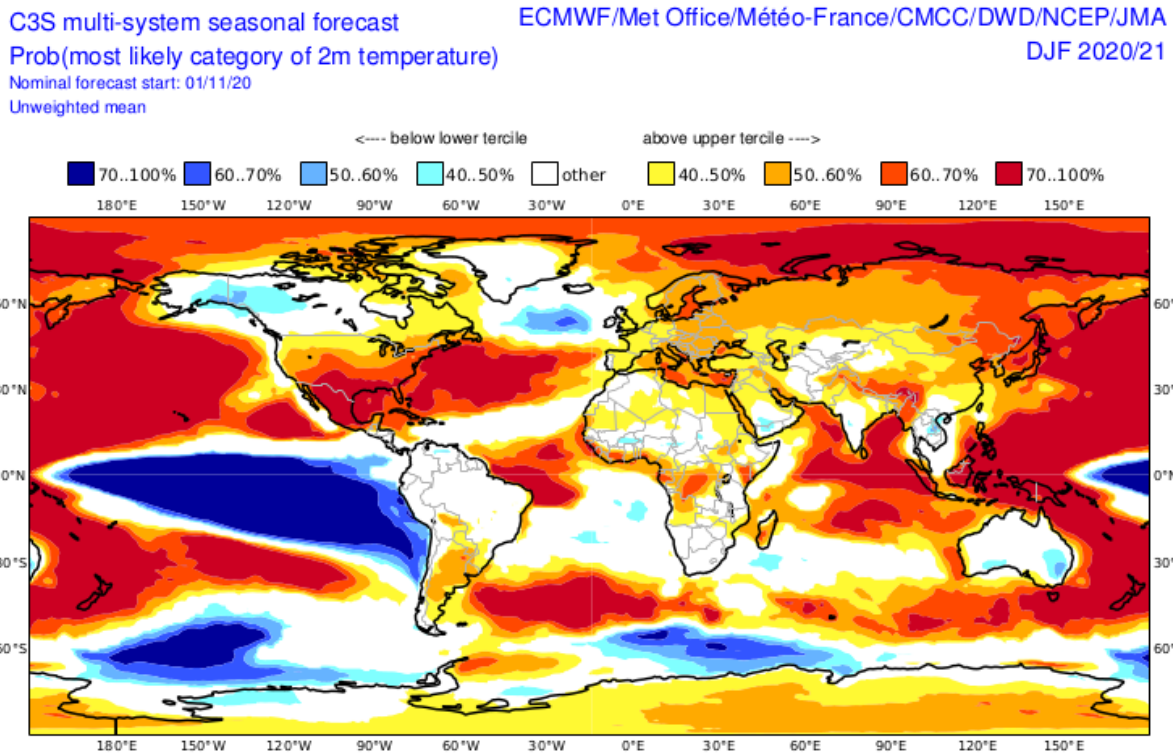 C3S multi-system seasonal forecast
ECMWF/Met Office/Météo-France/CMCC/DWD/NCEP/JMA
Prob(most likely category of 2m temperature)
DJF 2020/21
Nominal forecast start: 01/11/20
Unweighted mean
<---- below lower tercile above upper tercile ---->
70..100% 60..70% 50..60% 40..50% other 40..50% 50..60% 60..70% 70..100%
180°E 150°W 120°W 90°W 60°W 30°W 0°E 30°E 60°E 90°E 120°E 150°E
60°N 60°
30°N 30°
0°N 0°N
30°S 30°
60°S 60°
180°E 150°W 120°W 90°W 60°W 30°W 0°E 30°E 60°E 90°E 120°E 150°E